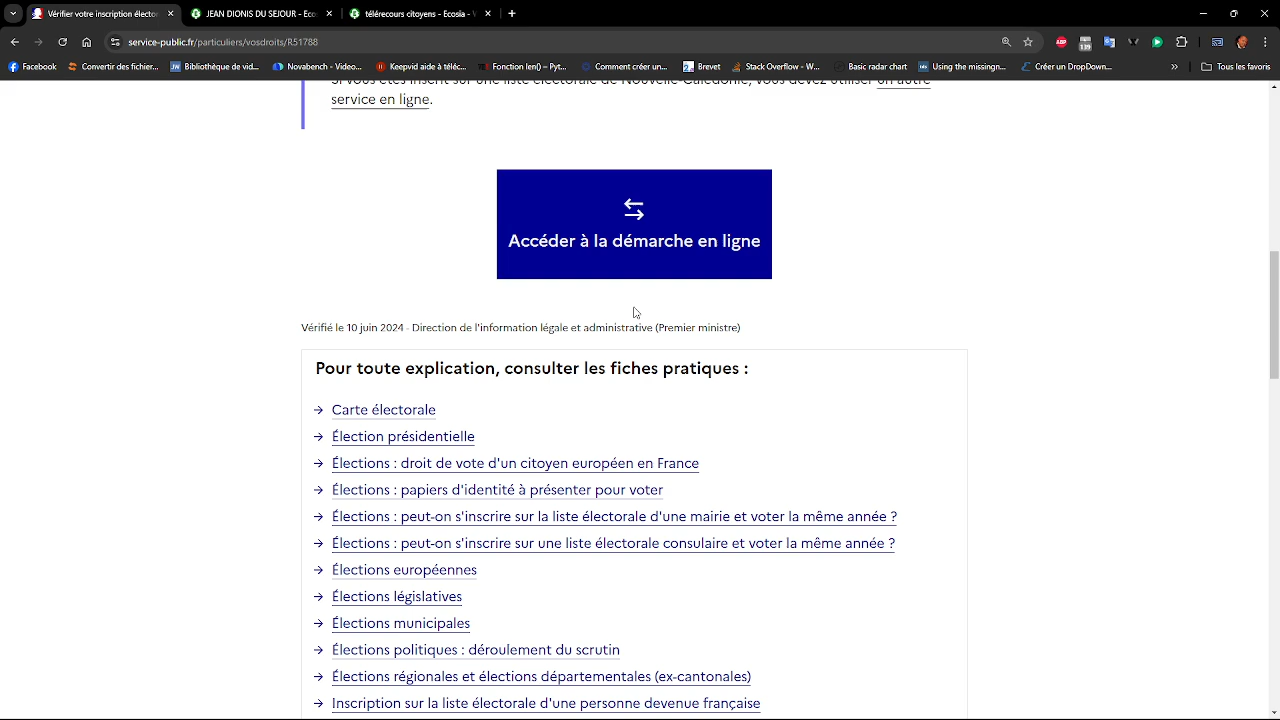 Vérifier votre inscription élector
JEAN DIONIS DU SEJOUR - Eco
télérecours citoyens - Ecosia - V
service-public.fr/particuliers/vosdroits/R51788
Facebook
Convertir des fichier...
Bibliothèque de vid...
Novabench - Video...
Keepvid aide à téléc...
Fonction len() – Pyt...
Comment créer un...
Brevet
Stack Overflow - W...
Basic radar chart
Using the missingn...
Créer un DropDown...
Tous les favoris
Si vous êtes inscrit sur une liste électorale de Nouvelle-Calédonie, vous devez utiliser un autre
service en ligne.
Accéder à la démarche en ligne
Vérifié le 10 juin 2024 - Direction de l'information légale et administrative (Premier ministre)
Pour toute explication, consulter les fiches pratiques :
→ Carte électorale
→ Élection présidentielle
→ Élections : droit de vote d'un citoyen européen en France
→ Élections : papiers d'identité à présenter pour voter
→ Élections : peut-on s'inscrire sur la liste électorale d'une mairie et voter la même année ?
→ Élections : peut-on s'inscrire sur une liste électorale consulaire et voter la même année ?
→ Élections européennes
→ Élections législatives
→ Élections municipales
→ Élections politiques : déroulement du scrutin
→ Élections régionales et élections départementales (ex-cantonales)
→ Inscription sur la liste électorale d'une personne devenue française